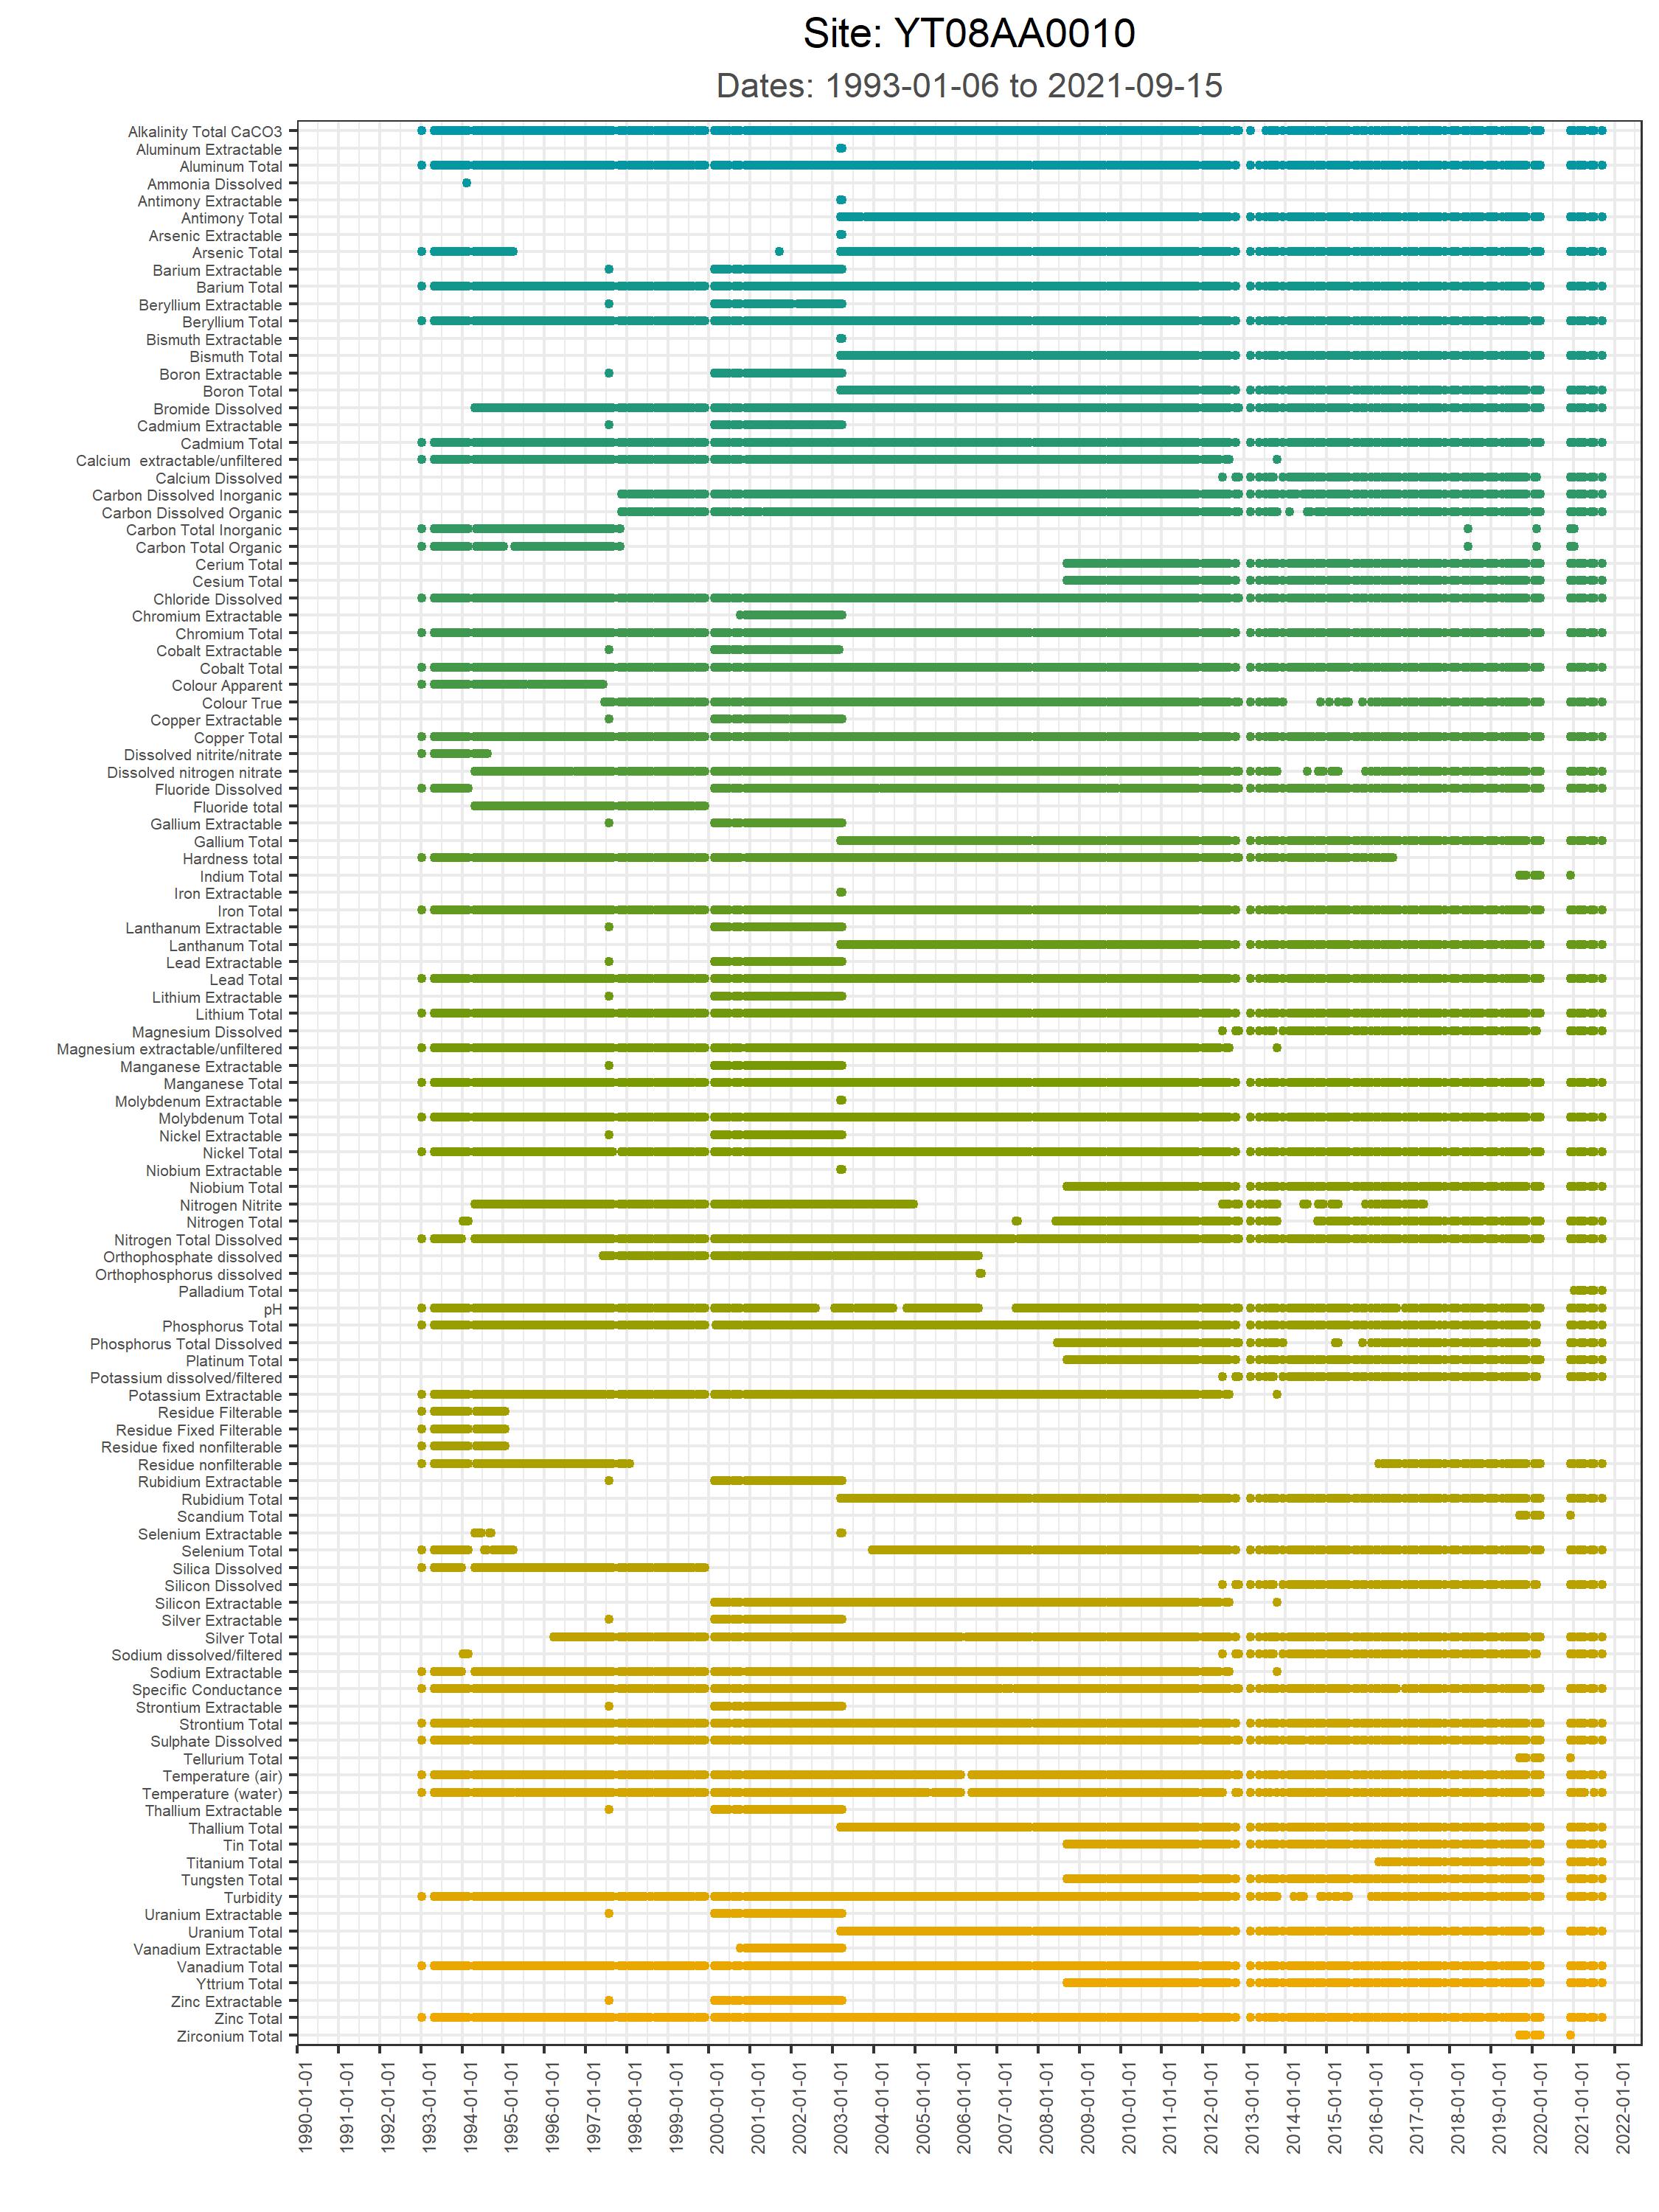 Site: YT08AA0010
Dates: 1993-01-06 to 2021-09-15
Alkalinity Total CaCO3
Aluminum Extractable
Aluminum Total
Ammonia Dissolved
Antimony Extractable
Antimony Total
Arsenic Extractable
Arsenic Total
Barium Extractable
Barium Total
Beryllium Extractable
Beryllium Total
Bismuth Extractable
Bismuth Total
Boron Extractable
Boron Total
Bromide Dissolved
Cadmium Extractable
Cadmium Total
Calcium  extractable/unfiltered
Calcium Dissolved
Carbon Dissolved Inorganic
Carbon Dissolved Organic
Carbon Total Inorganic
Carbon Total Organic
Cerium Total
Cesium Total
Chloride Dissolved
Chromium Extractable
Chromium Total
Cobalt Extractable
Cobalt Total
Colour Apparent
Colour True
Copper Extractable
Copper Total
Dissolved nitrite/nitrate
Dissolved nitrogen nitrate
Fluoride Dissolved
Fluoride total
Gallium Extractable
Gallium Total
Hardness total
Indium Total
Iron Extractable
Iron Total
Lanthanum Extractable
Lanthanum Total
Lead Extractable
Lead Total
Lithium Extractable
Lithium Total
Magnesium Dissolved
Magnesium extractable/unfiltered
Manganese Extractable
Manganese Total
Molybdenum Extractable
Molybdenum Total
Nickel Extractable
Nickel Total
Niobium Extractable
Niobium Total
Nitrogen Nitrite
Nitrogen Total
Nitrogen Total Dissolved
Orthophosphate dissolved
Orthophosphorus dissolved
Palladium Total
pH
Phosphorus Total
Phosphorus Total Dissolved
Platinum Total
Potassium dissolved/filtered
Potassium Extractable
Residue Filterable
Residue Fixed Filterable
Residue fixed nonfilterable
Residue nonfilterable
Rubidium Extractable
Rubidium Total
Scandium Total
Selenium Extractable
Selenium Total
Silica Dissolved
Silicon Dissolved
Silicon Extractable
Silver Extractable
Silver Total
Sodium dissolved/filtered
Sodium Extractable
Specific Conductance
Strontium Extractable
Strontium Total
Sulphate Dissolved
Tellurium Total
Temperature (air)
Temperature (water)
Thallium Extractable
Thallium Total
Tin Total
Titanium Total
Tungsten Total
Turbidity
Uranium Extractable
Uranium Total
Vanadium Extractable
Vanadium Total
Yttrium Total
Zinc Extractable
Zinc Total
Zirconium Total
1990-01-01
1991-01-01
1992-01-01
1993-01-01
1994-01-01
1995-01-01
1996-01-01
1997-01-01
1998-01-01
1999-01-01
2000-01-01
2001-01-01
2002-01-01
2003-01-01
2004-01-01
2005-01-01
2006-01-01
2007-01-01
2008-01-01
2009-01-01
2010-01-01
2011-01-01
2012-01-01
2013-01-01
2014-01-01
2015-01-01
2016-01-01
2017-01-01
2018-01-01
2019-01-01
2020-01-01
2021-01-01
2022-01-01